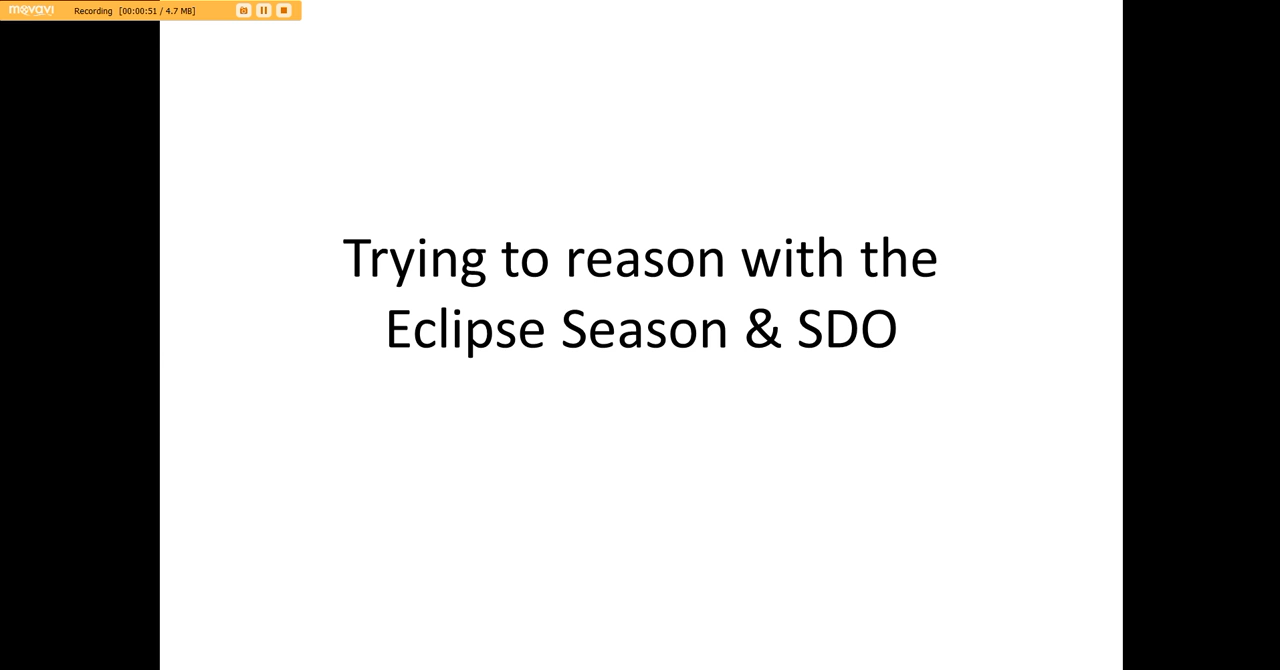 movavi Recording [00:00:51 / 4.7 MB]
Trying to reason with the
Eclipse Season & SDO